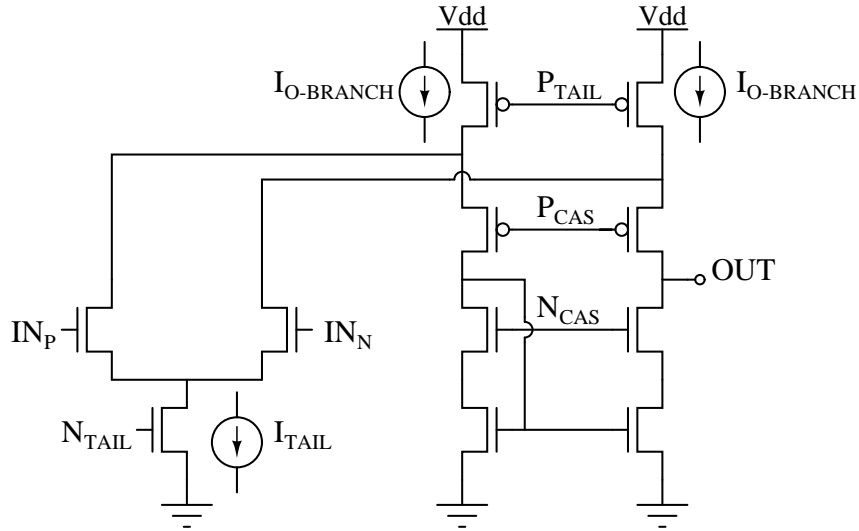 Vdd
Vdd
I_O-BRANCH
P_TAIL
I_O-BRANCH
P_CAS
OUT
IN_P
IN_N
N_CAS
N_TAIL
I_TAIL